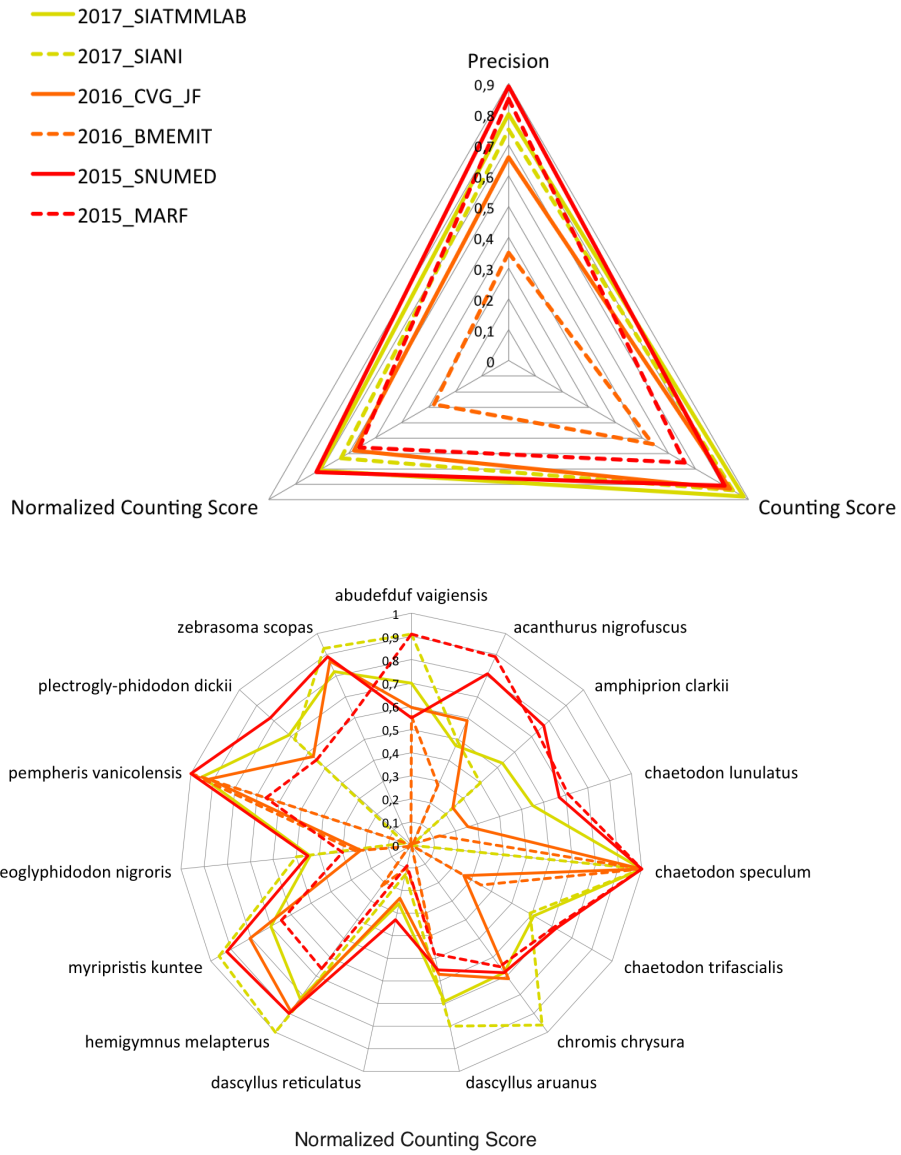 2017_SIATMMLAB
2017_SIANI
2016_CVG_JF
2016_BMEMIT
2015_SNUMED
2015_MARF
Precision
0,9
0,8
0,7
0,6
0,5
0,4
0,3
0,2
0,1
0
Normalized Counting Score
Counting Score
abudefduf vaigiensis
zebrasoma scopas
acanthurus nigrofuscus
plectrogly-phidodon dickii
amphiprion clarkii
pempheris vanicolensis
chaetodon lunulatus
eoglyphidodon nigroris
chaetodon speculum
myripristis kuntee
chaetodon trifascialis
hemigymnus melapterus
chromis chrysura
dascyllus reticulatus
dascyllus aruanus
1
0,9
0,8
0,7
0,6
0,5
0,4
0,3
0,2
0,1
0
Normalized Counting Score